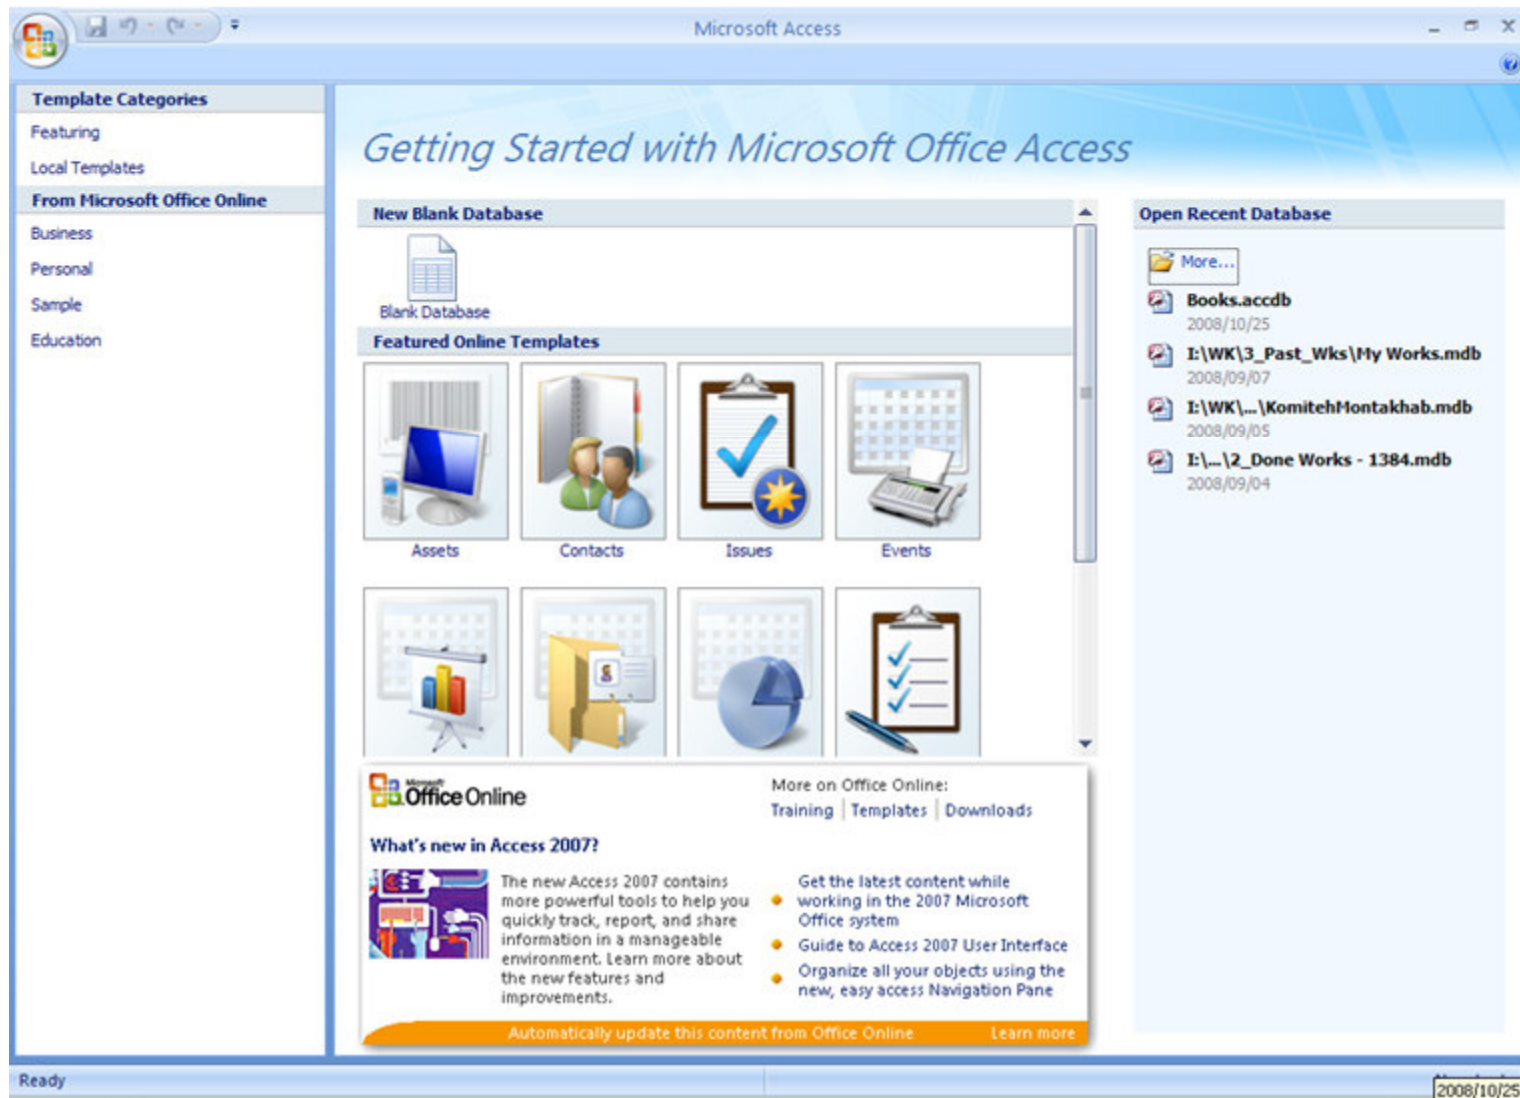 Microsoft Access
Template Categories
Featuring
Local Templates
From Microsoft Office Online
Business
Personal
Sample
Education
Getting Started with Microsoft Office Access
New Blank Database
Blank Database
Featured Online Templates
Assets
Contacts
Issues
Events
Microsoft
Office Online
More on Office Online:
Training | Templates | Downloads
What's new in Access 2007?
The new Access 2007 contains
more powerful tools to help you
quickly track, report, and share
information in a manageable
environment. Learn more about
the new features and
improvements.
Get the latest content while
working in the 2007 Microsoft
Office system
Guide to Access 2007 User Interface
Organize all your objects using the
new, easy access Navigation Pane
Automatically update this content from Office Online
Learn more
Open Recent Database
More...
Books.accdb
2008/10/25
I:\WK\3_Past_Wks\My Works.mdb
2008/09/07
I:\WK\...\KomitehMontakhab.mdb
2008/09/05
I:\...\2_Done Works - 1384.mdb
2008/09/04
Ready
2008/10/25